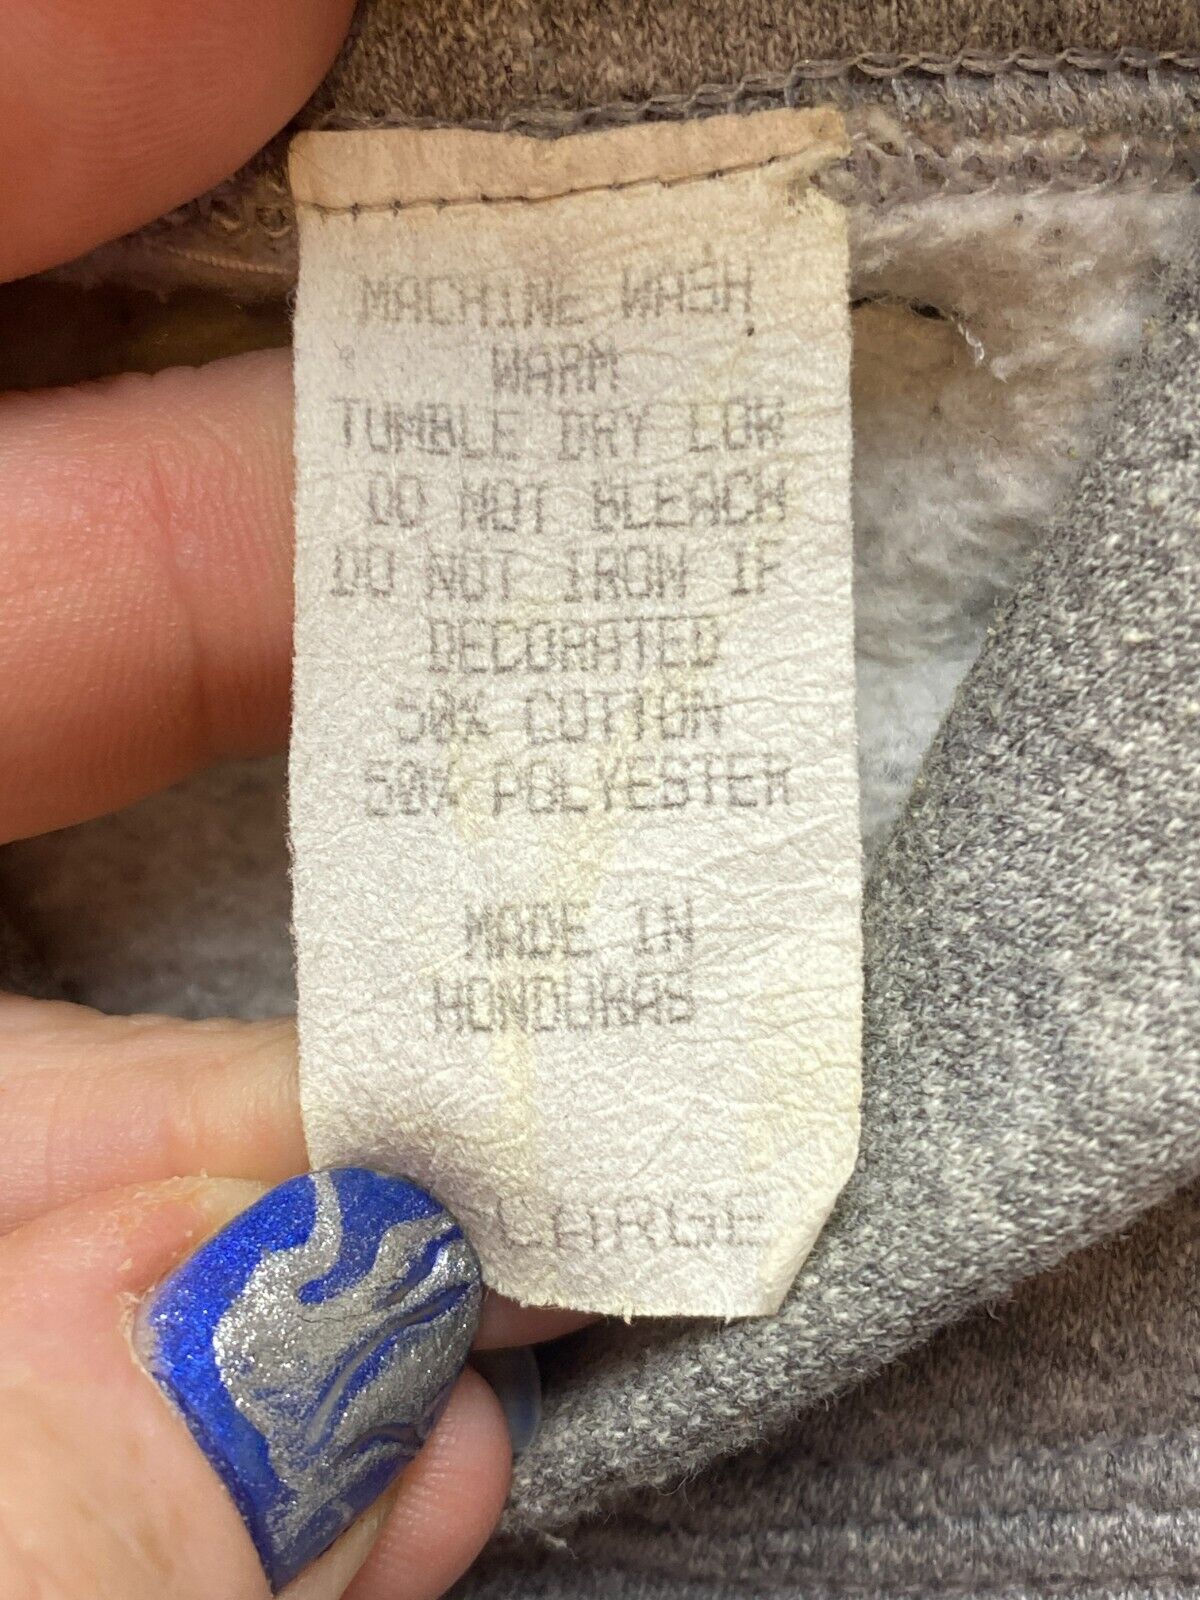 MACHINE WASH
WARM
TUMBLE DRY LOW
DO NOT BLEACH
DO NOT IRON IF
DECORATED
50% COTTON
50% POLYESTER
MADE IN
HONDURAS
LARGE